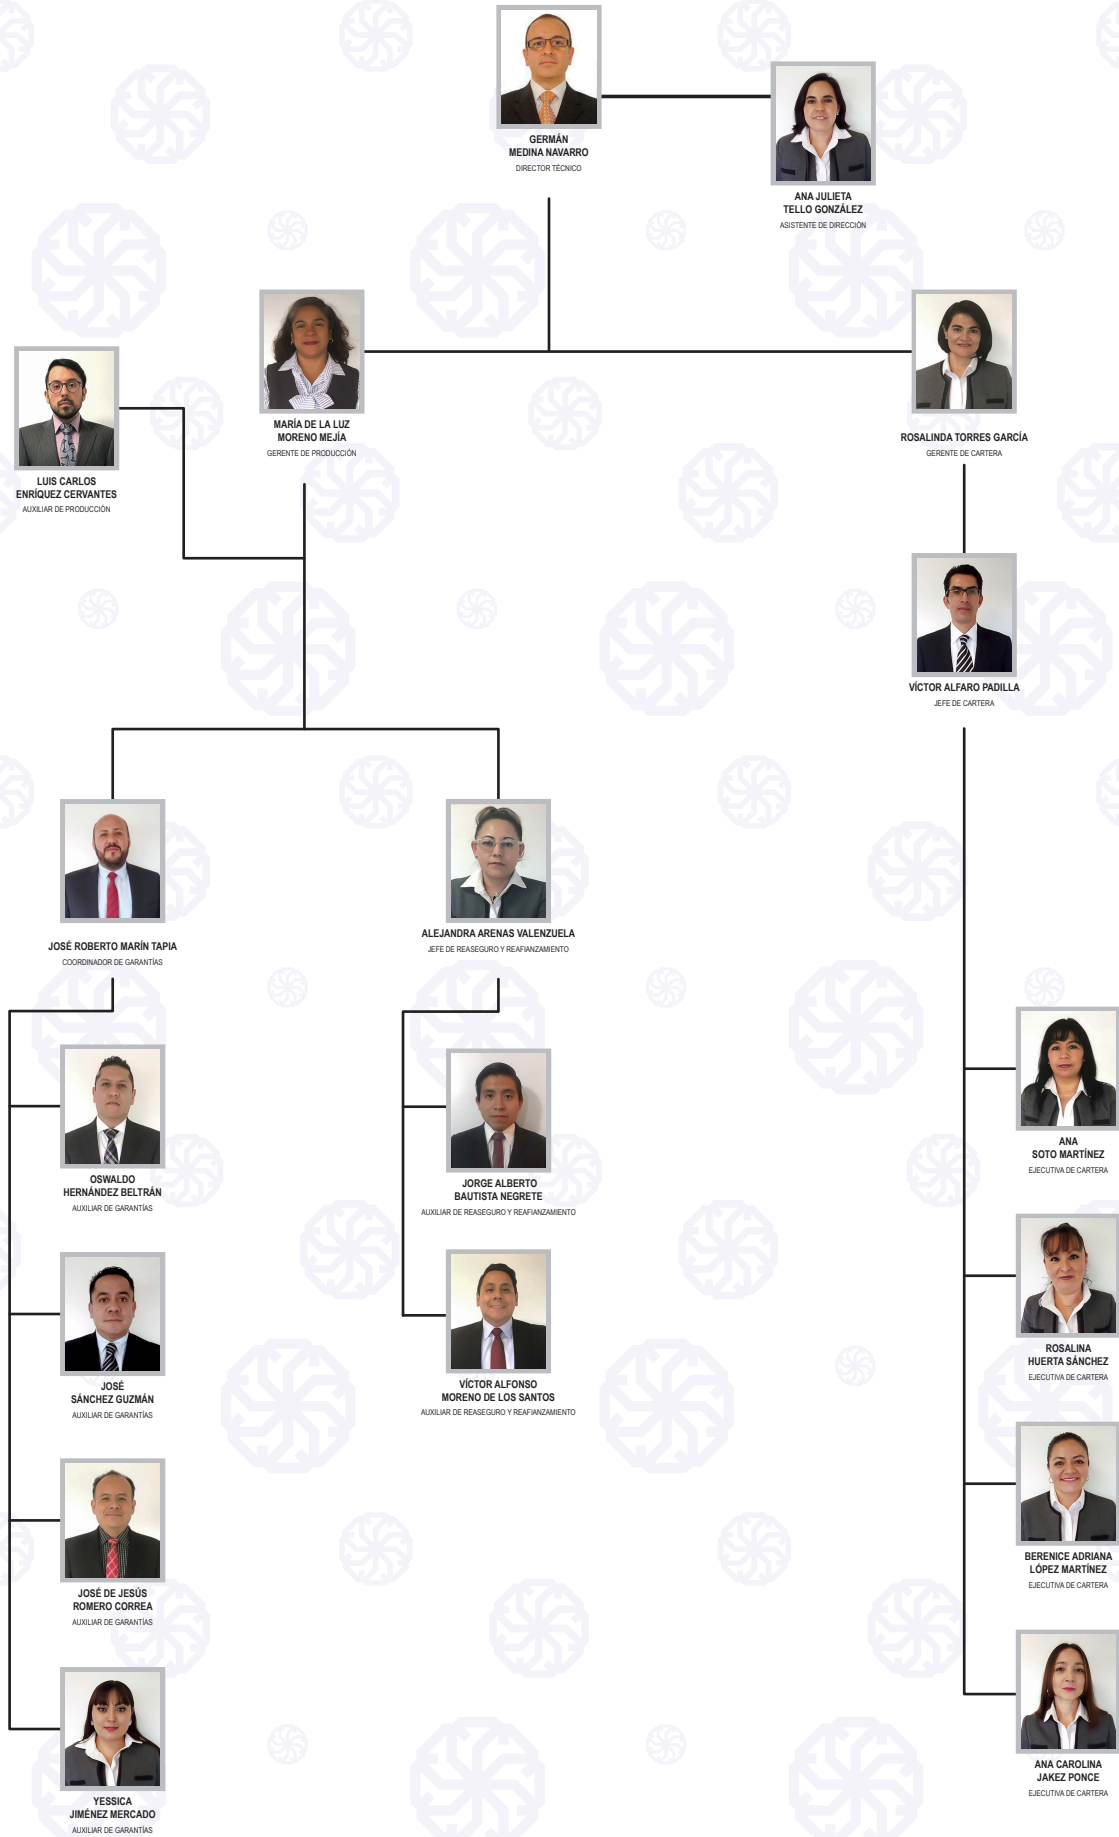 GERMÁN
MEDINA NAVARRO
DIRECTOR TÉCNICO
ANA JULIETA
TELLO GONZÁLEZ
ASISTENTE DE DIRECCIÓN
MARÍA DE LA LUZ
MORENO MEJÍA
GERENTE DE PRODUCCIÓN
ROSALINDA TORRES GARCÍA
GERENTE DE CARTERA
LUIS CARLOS
ENRÍQUEZ CERVANTES
AUXILIAR DE PRODUCCIÓN
VÍCTOR ALFARO PADILLA
JEFE DE CARTERA
JOSÉ ROBERTO MARÍN TAPIA
COORDINADOR DE GARANTÍAS
ALEJANDRA ARENAS VALENZUELA
JEFE DE REASEGURO Y REAFIANZAMIENTO
OSWALDO
HERNÁNDEZ BELTRÁN
AUXILIAR DE GARANTÍAS
JORGE ALBERTO
BAUTISTA NEGRETE
AUXILIAR DE REASEGURO Y REAFIANZAMIENTO
ANA
SOTO MARTÍNEZ
EJECUTIVA DE CARTERA
JOSÉ
SÁNCHEZ GUZMÁN
AUXILIAR DE GARANTÍAS
VÍCTOR ALFONSO
MORENO DE LOS SANTOS
AUXILIAR DE REASEGURO Y REAFIANZAMIENTO
ROSALINA
HUERTA SÁNCHEZ
EJECUTIVA DE CARTERA
JOSÉ DE JESÚS
ROMERO CORREA
AUXILIAR DE GARANTÍAS
BERENICE ADRIANA
LÓPEZ MARTÍNEZ
EJECUTIVA DE CARTERA
YESSICA
JIMÉNEZ MERCADO
AUXILIAR DE GARANTÍAS
ANA CAROLINA
JAKEZ PONCE
EJECUTIVA DE CARTERA